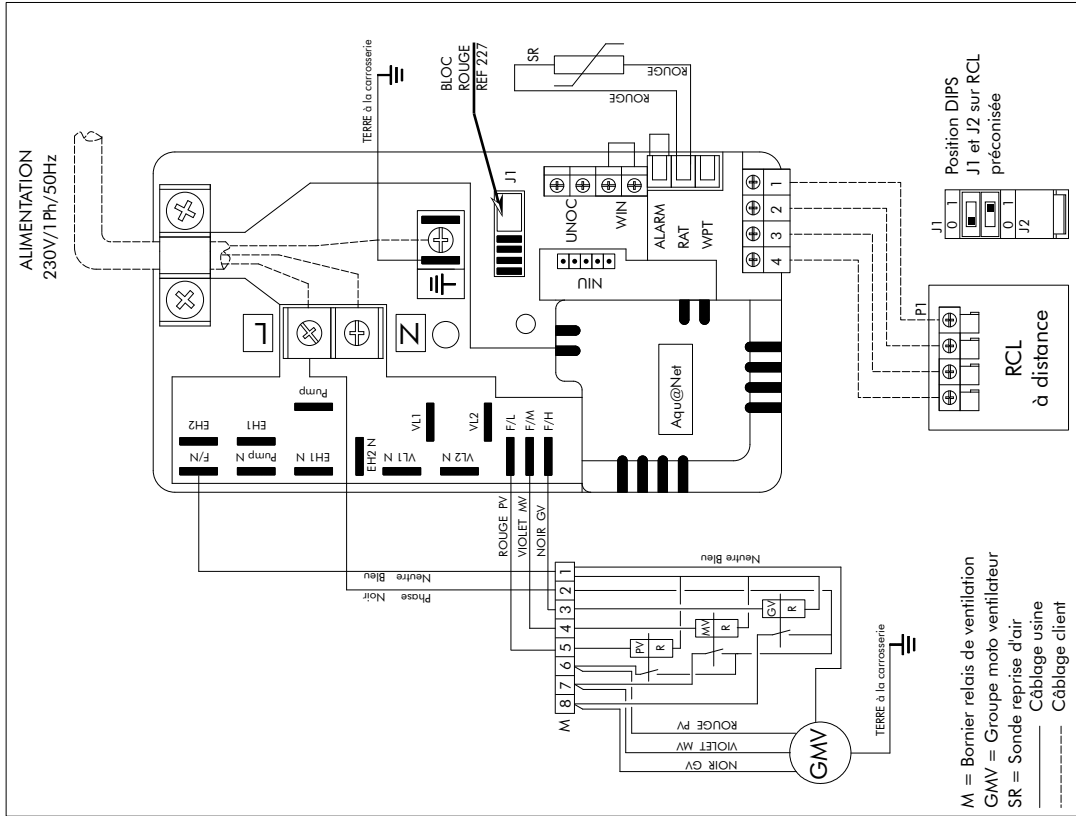 ALIMENTATION
230V/1Ph/50Hz
TERRE à la carrosserie
BLOC
ROUGE
REF 227
SR
ROUGE
ROUGE
J1
L
N
UNOC
WIN
ALARM
RAT
WPT
NIU
EH2
EH1
Pump
F/N
Pump N
EH1 N
EH2 N
VL1
VL2
VL1 N
VL2 N
F/L
F/M
F/H
Aqu@Net
1
2
3
4
Position DIPS
J1 et J2 sur RCL
préconisée
J1
0 1
0 1
J2
P1
RCL
à distance
ROUGE PV
VIOLET MV
NOIR GV
Neutre Bleu
Phase Noir
Neutre Bleu
M
8 7 6 5 4 3 2 1
PV
R
MV
R
GV
R
ROUGE PV
VIOLET MV
NOIR GV
GMV
TERRE à la carrosserie
M = Bornier relais de ventilation
GMV = Groupe moto ventilateur
SR = Sonde reprise d'air
Câblage usine
Câblage client